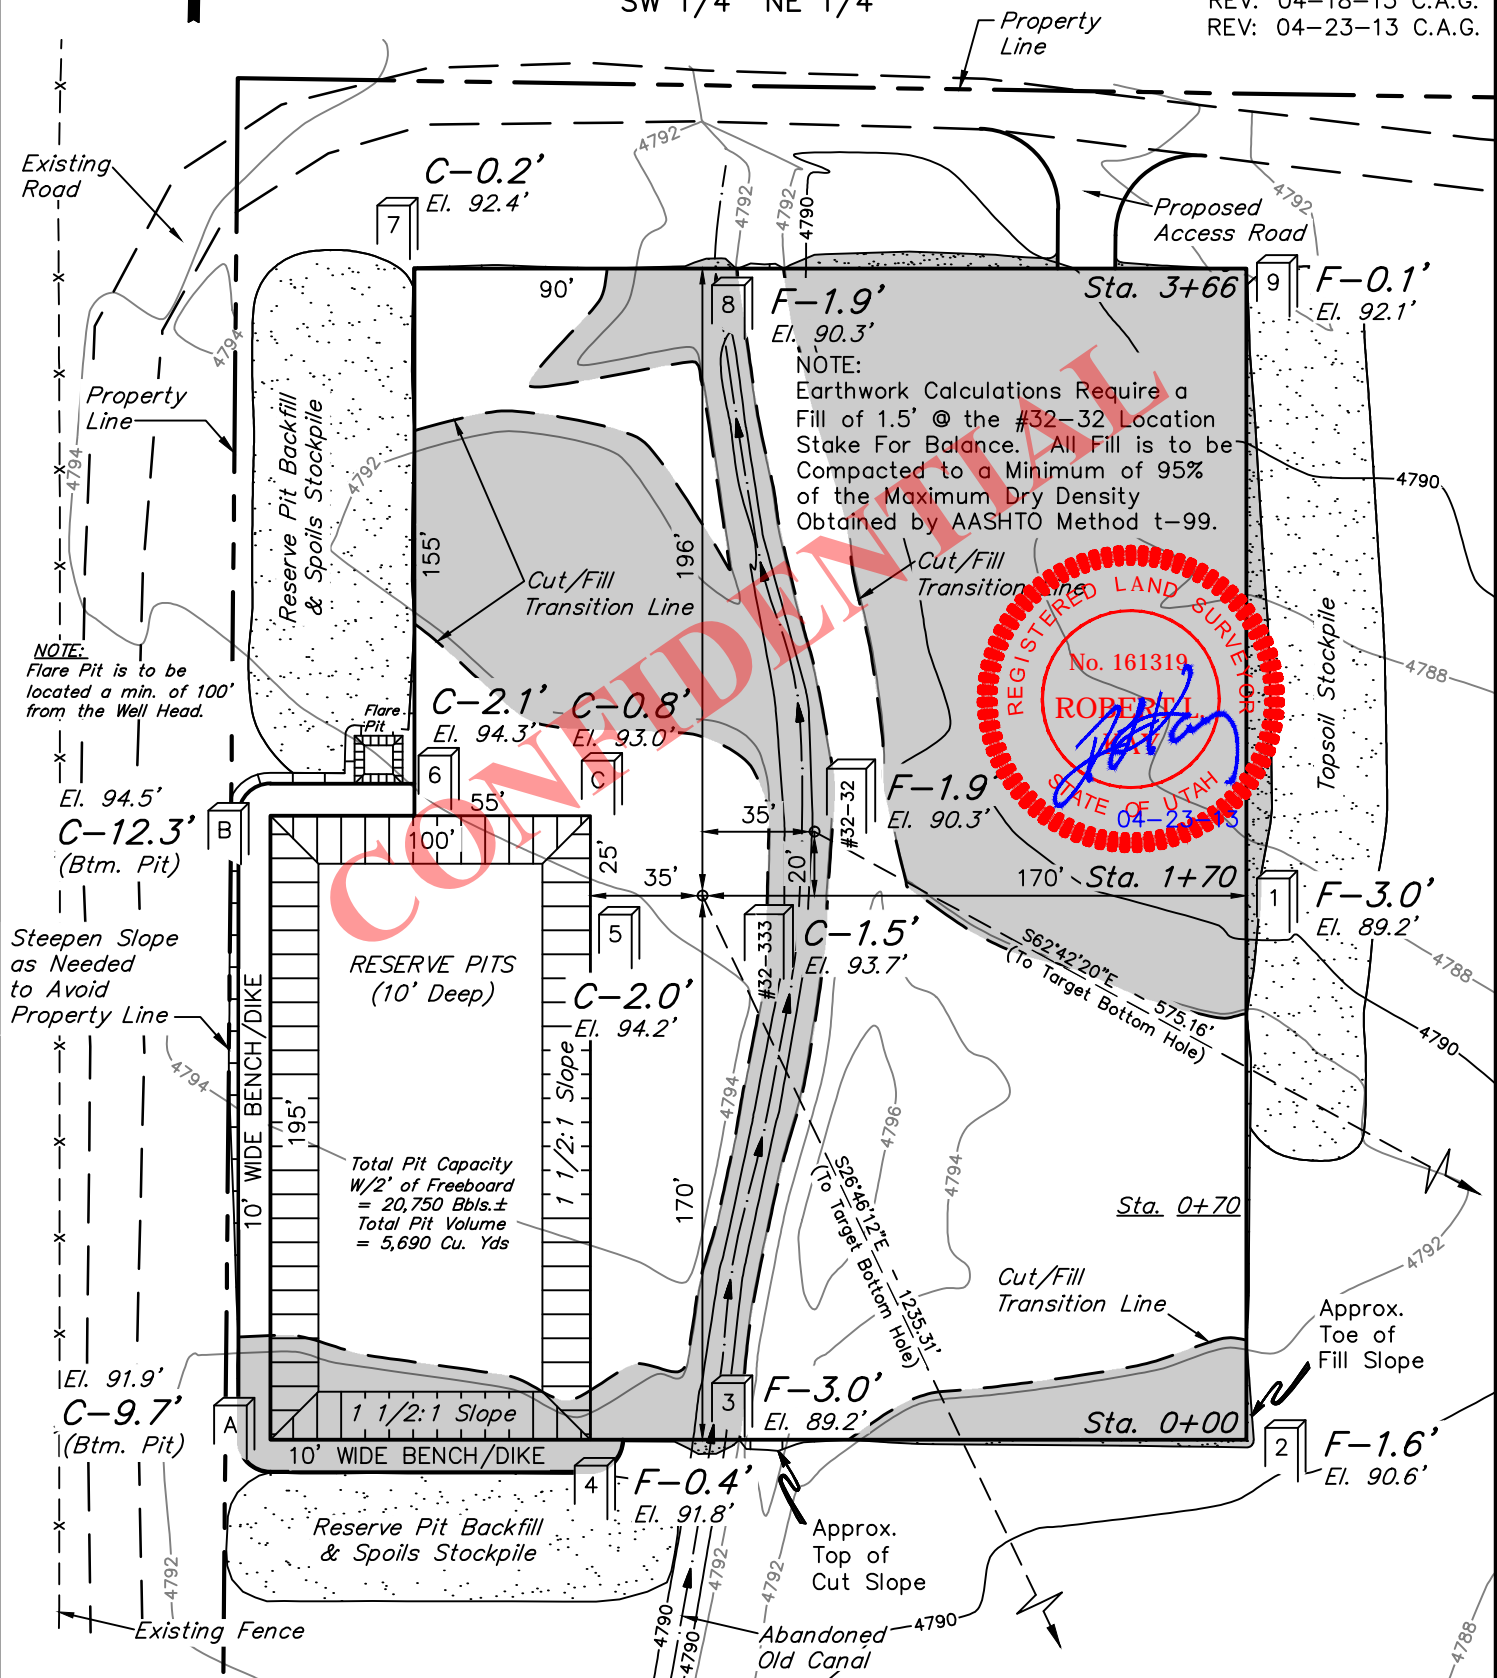 SW 1/4 NE 1/4
REV: 04-18-13 C.A.G.
REV: 04-23-13 C.A.G.
Property
Line
Existing
Road
C-0.2'
El. 92.4'
7
4792
4792
4792
4790
4792
Proposed
Access Road
90'
8
F-1.9'
El. 90.3'
Sta. 3+66
9
F-0.1'
El. 92.1'
NOTE:
Earthwork Calculations Require a
Fill of 1.5' @ the #32-32 Location
Stake For Balance. All Fill is to be
Compacted to a Minimum of 95%
of the Maximum Dry Density
Obtained by AASHTO Method t-99.
4794
Property
Line
Reserve Pit Backfill
& Spoils Stockpile
4794
4792
155'
196'
4790
Cut/Fill
Transition Line
Cut/Fill
Transition Line
CONFIDENTIAL
REGISTERED LAND SURVEYOR
No. 161319
ROBERT L.
KAY
STATE OF UTAH
04-23-13
Topsoil Stockpile
4788
NOTE:
Flare Pit is to be
located a min. of 100'
from the Well Head.
Flare
Pit
C-2.1'
El. 94.3'
6
C-0.8'
El. 93.0'
C
El. 94.5'
C-12.3'
(Btm. Pit)
B
55'
100'
25'
35'
20'
#32-32
F-1.9'
El. 90.3'
35'
170'
Sta. 1+70
1
F-3.0'
El. 89.2'
Steepen Slope
as Needed
to Avoid
Property Line
RESERVE PITS
(10' Deep)
5
C-2.0'
El. 94.2'
#32-333
C-1.5'
El. 93.7'
S62°42'20"E - 575.16'
(To Target Bottom Hole)
4788
4790
4794
10' WIDE BENCH/DIKE
195'
1 1/2:1 Slope
4794
4796
4794
Total Pit Capacity
W/2' of Freeboard
= 20,750 Bbls.±
Total Pit Volume
= 5,690 Cu. Yds
170'
S26°46'12"E - 1235.31'
(To Target Bottom Hole)
Sta. 0+70
4792
Cut/Fill
Transition Line
Approx.
Toe of
Fill Slope
El. 91.9'
C-9.7'
(Btm. Pit)
A
1 1/2:1 Slope
10' WIDE BENCH/DIKE
3
F-3.0'
El. 89.2'
Sta. 0+00
2
F-1.6'
El. 90.6'
4
F-0.4'
El. 91.8'
Reserve Pit Backfill
& Spoils Stockpile
Approx.
Top of
Cut Slope
4792
4790
4790
4792
4792
4790
4788
Existing Fence
Abandoned
Old Canal